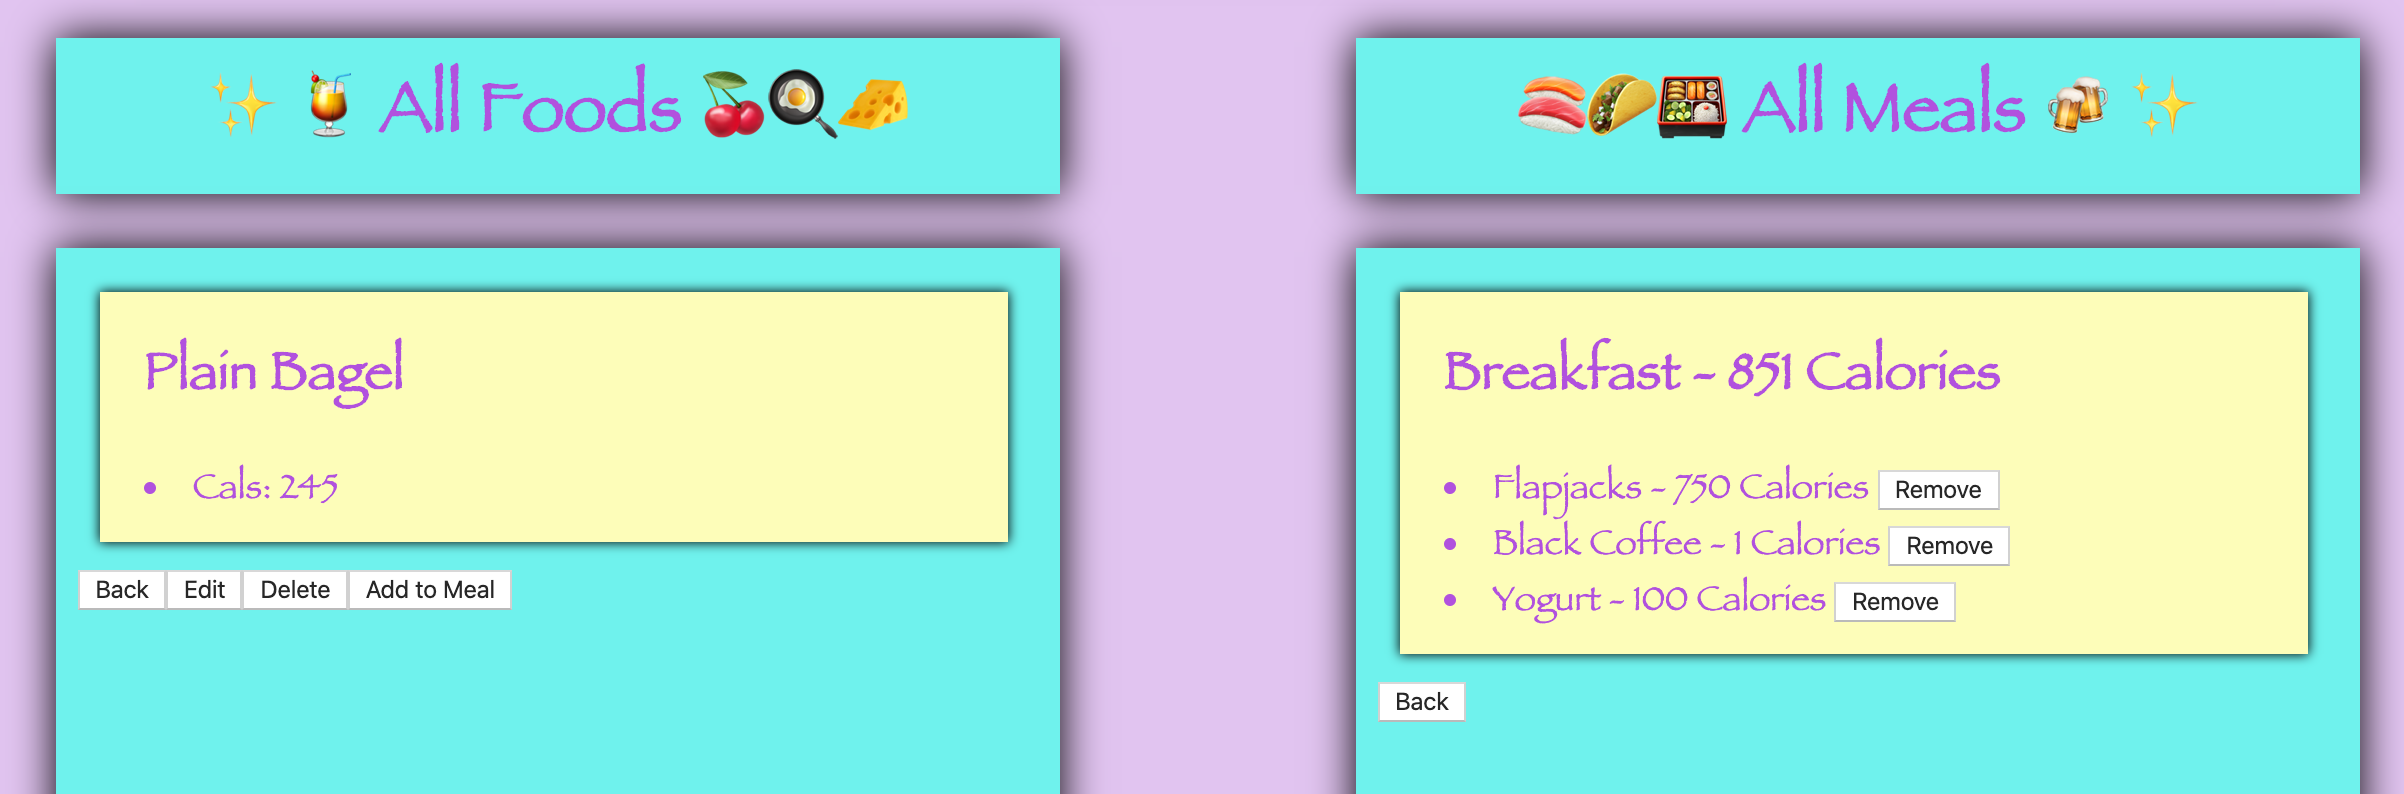 ✨ 🍹 All Foods 🍒🍳🧀
Plain Bagel
Cals: 245
Back Edit Delete Add to Meal
🍣🌮🍱 All Meals 🍻 ✨
Breakfast - 851 Calories
Flapjacks - 750 Calories Remove
Black Coffee - 1 Calories Remove
Yogurt - 100 Calories Remove
Back